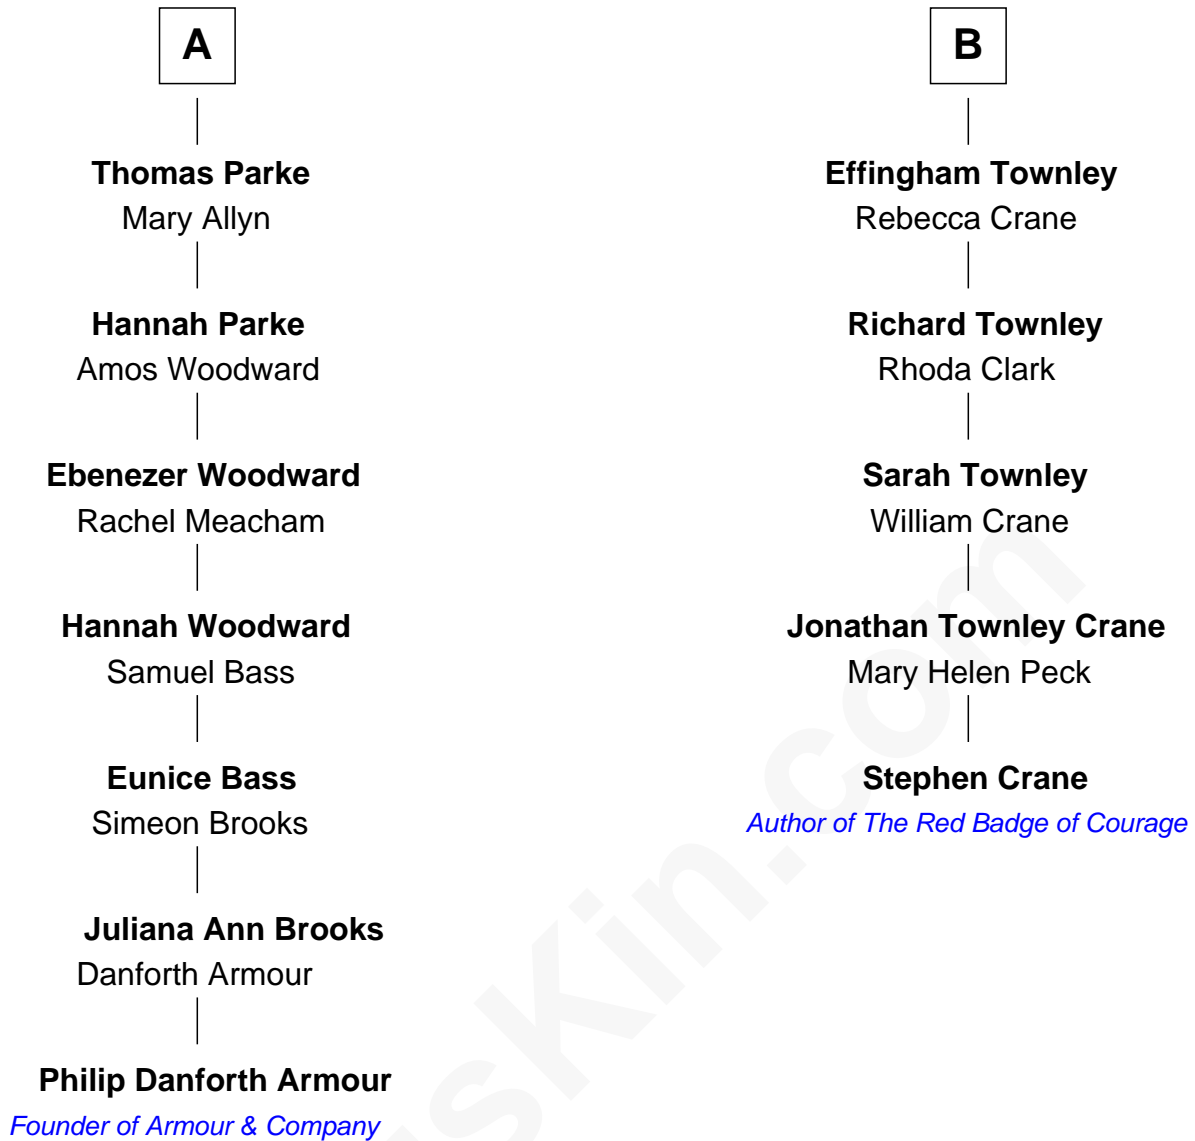 A
Thomas Parke
Mary Allyn
Hannah Parke
Amos Woodward
Ebenezer Woodward
Rachel Meacham
Hannah Woodward
Samuel Bass
Eunice Bass
Simeon Brooks
Juliana Ann Brooks
Danforth Armour
Philip Danforth Armour
Founder of Armour & Company
B
Effingham Townley
Rebecca Crane
Richard Townley
Rhoda Clark
Sarah Townley
William Crane
Jonathan Townley Crane
Mary Helen Peck
Stephen Crane
Author of The Red Badge of Courage